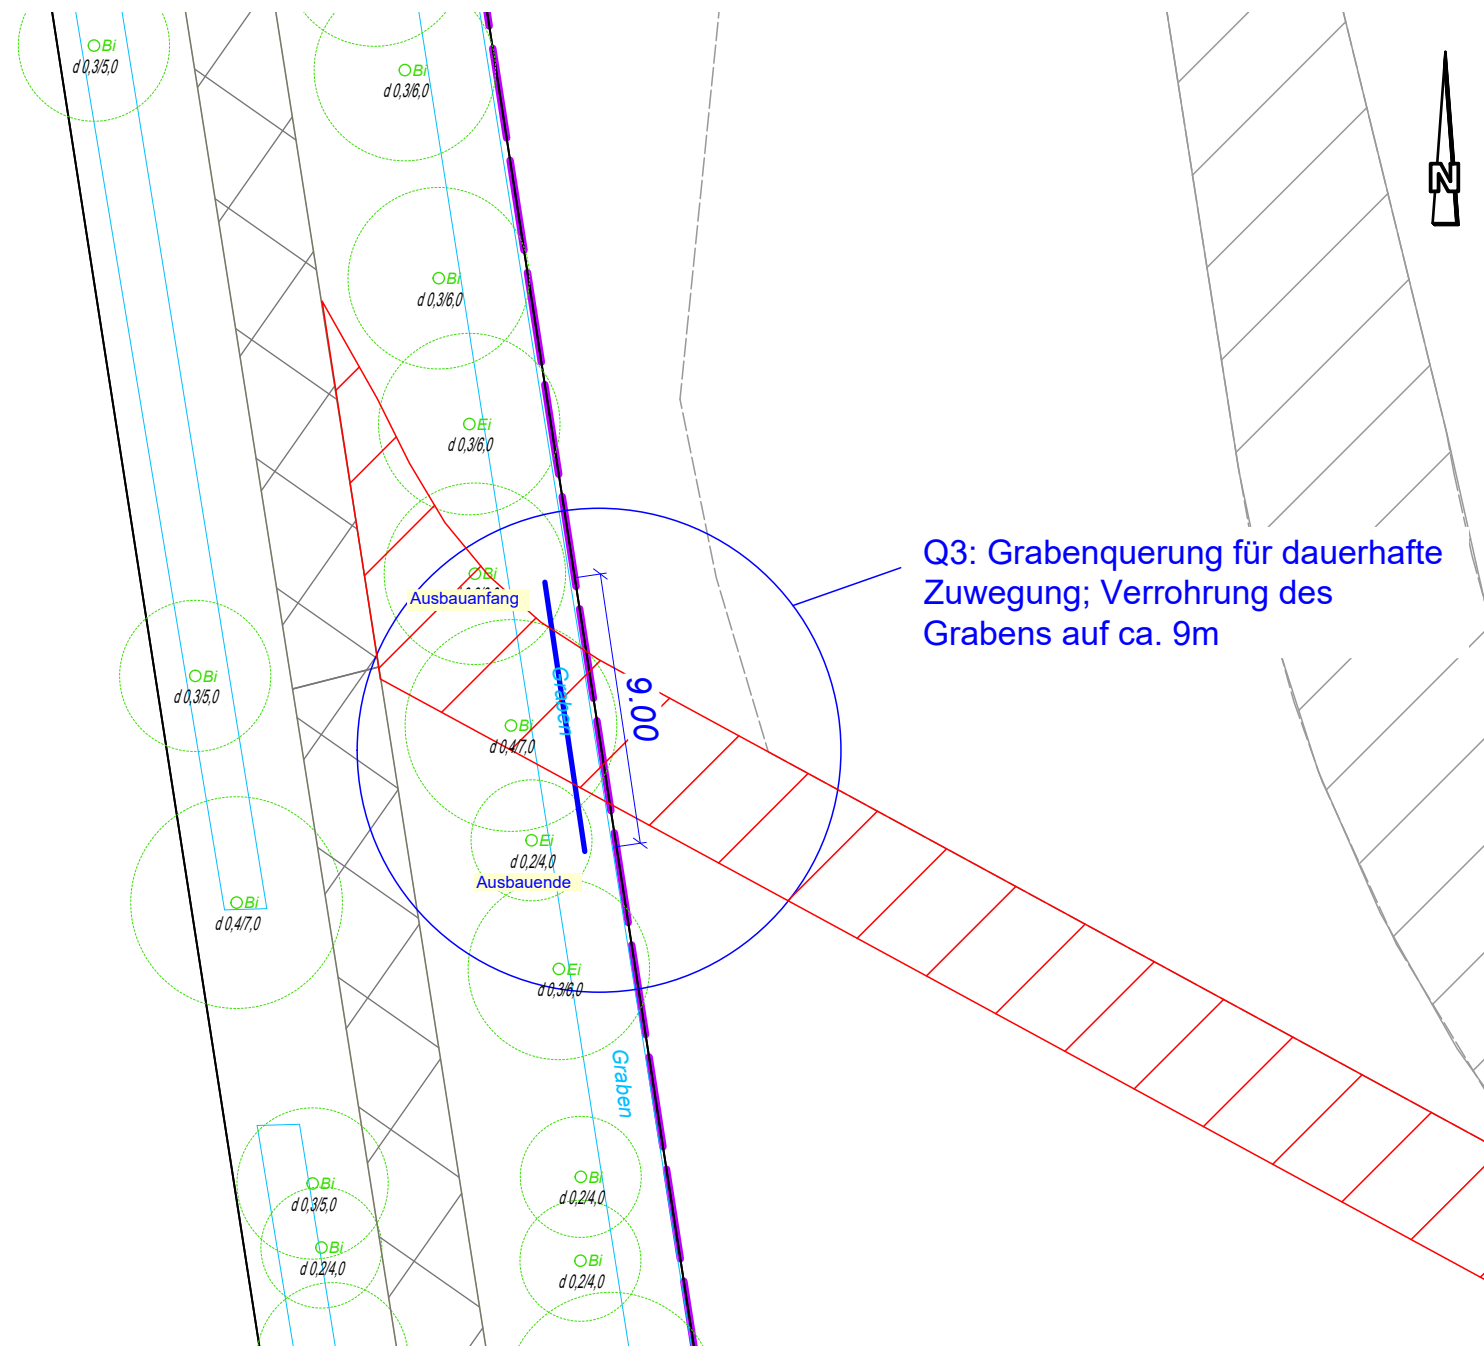 Bi
d 0,3/5,0
Bi
d 0,3/6,0
N
Bi
d 0,3/6,0
Ei
d 0,3/6,0
Q3: Grabenquerung für dauerhafte
Zuwegung; Verrohrung des
Grabens auf ca. 9m
Bi
Ausbauanfang
Bi
d 0,3/5,0
Graben
9.00
Bi
d 0,4/7,0
Ei
d 0,2/4,0
Ausbauende
Bi
d 0,4/7,0
Ei
d 0,3/6,0
Graben
Bi
d 0,3/5,0
Bi
d 0,2/4,0
Bi
d 0,2/4,0
Bi
d 0,2/4,0